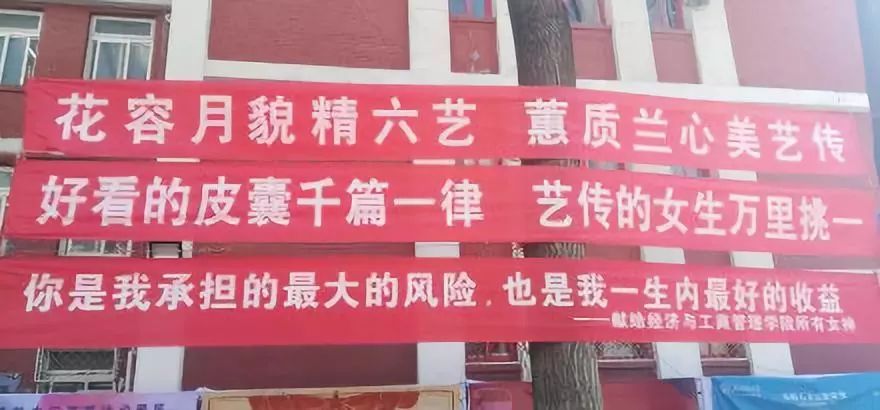 花容月貌精六艺 蕙质兰心美艺传
好看的皮囊千篇一律 艺传的女生万里挑一
你是我承担的最大的风险，也是我一生内最好的收益
——献给经济与工商管理学院所有女神